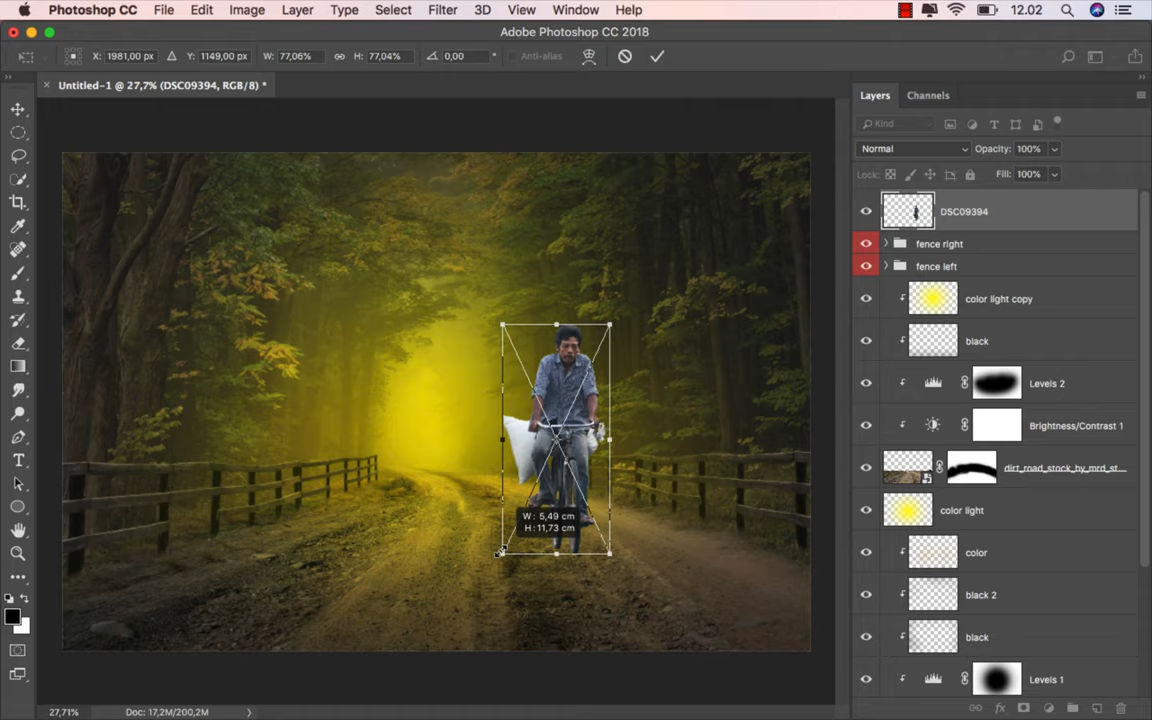 Photoshop CC File Edit Image Layer Type Select Filter 3D View Window Help 12.02
Adobe Photoshop CC 2018
X: 1981,00 px Y: 1149,00 px W: 77,06% H: 77,04% 0,00 ° Anti-alias
Untitled-1 @ 27,7% (DSC09394, RGB/8) *
Layers Channels
Kind
Normal Opacity: 100%
Lock: Fill: 100%
DSC09394
fence right
fence left
color light copy
black
Levels 2
Brightness/Contrast 1
dirt_road_stock_by_mrd_st...
color light
color
black 2
black
Levels 1
W: 5,49 cm
H: 11,73 cm
27,71% Doc: 17,2M/200,2M